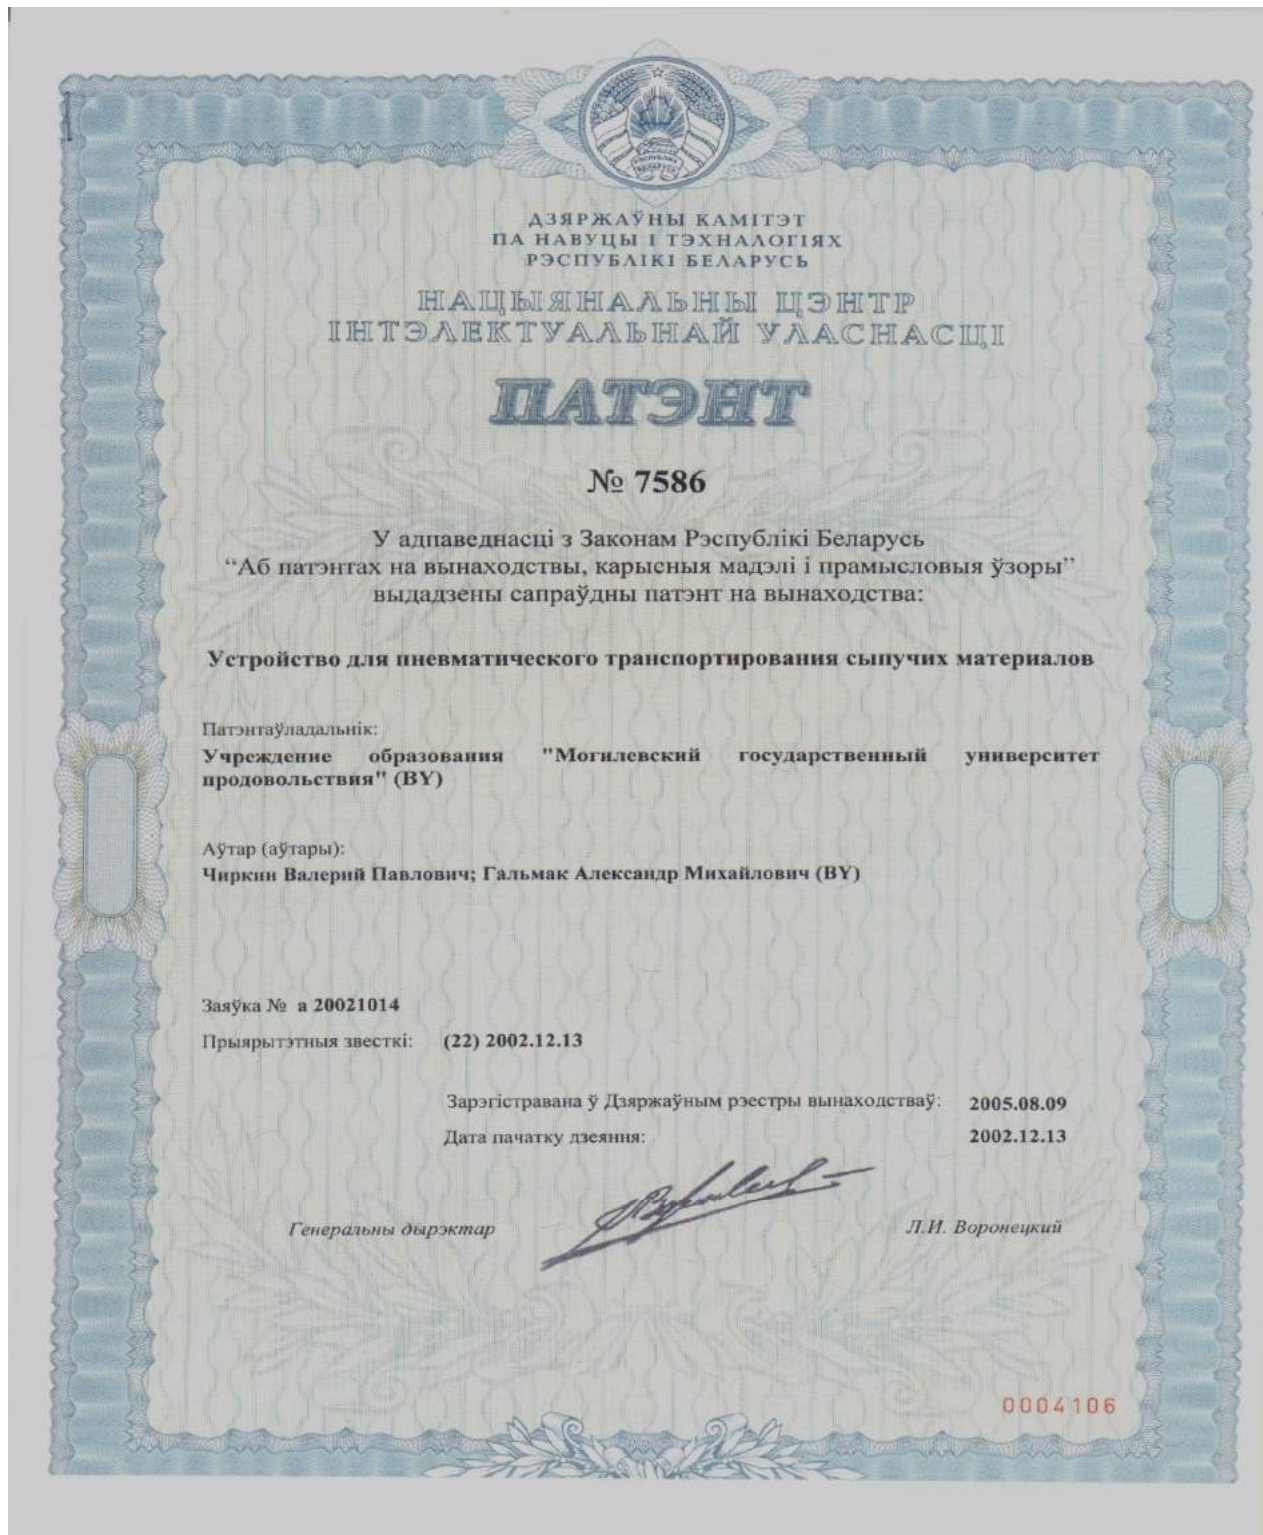 ДЗЯРЖАЎНЫ КАМІТЭТ
ПА НАВУЦЫ І ТЭХНАЛОГІЯХ
РЭСПУБЛІКІ БЕЛАРУСЬ
НАЦЫЯНАЛЬНЫ ЦЭНТР
ІНТЭЛЕКТУАЛЬНАЙ УЛАСНАСЦІ
ПАТЭНТ
№ 7586
У адпаведнасці з Законам Рэспублікі Беларусь
“Аб патэнтах на вынаходствы, карысныя мадэлі і прамысловыя ўзоры”
выдадзены сапраўдны патэнт на вынаходства:
Устройство для пневматического транспортирования сыпучих материалов
Патэнтаўладальнік:
Учреждение образования "Могилевский государственный университет
продовольствия" (BY)
Аўтар (аўтары):
Чиркин Валерий Павлович; Гальмак Александр Михайлович (BY)
Заяўка № а 20021014
Прыярытэтныя звесткі: (22) 2002.12.13
Зарэгістравана ў Дзяржаўным рэестры вынаходстваў: 2005.08.09
Дата пачатку дзеяння: 2002.12.13
Генеральны дырэктар Л.И. Воронецкий
0004106